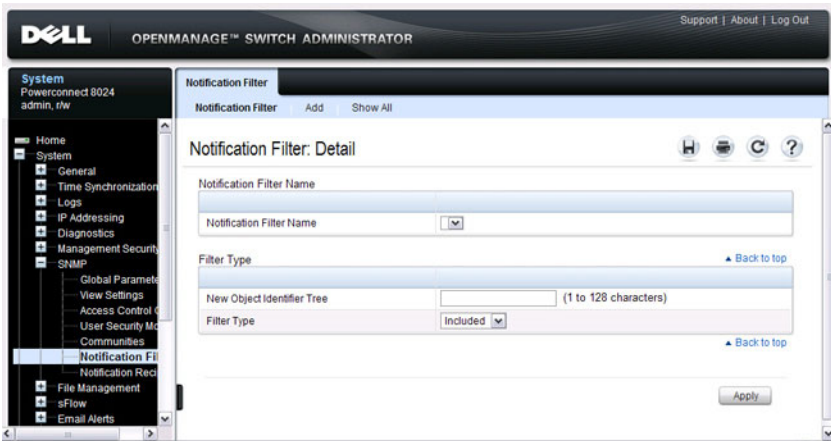 Support | About | Log Out
DELL
OPENMANAGE™ SWITCH ADMINISTRATOR
System
Powerconnect 8024
admin, r/w
Home
System
General
Time Synchronization
Logs
IP Addressing
Diagnostics
Management Security
SNMP
Global Paramete
View Settings
Access Control C
User Security Mo
Communities
Notification Fil
Notification Reci
File Management
sFlow
Email Alerts
Notification Filter
Notification Filter Add Show All
Notification Filter: Detail
Notification Filter Name
Notification Filter Name
Filter Type
Back to top
New Object Identifier Tree (1 to 128 characters)
Filter Type Included
Back to top
Apply